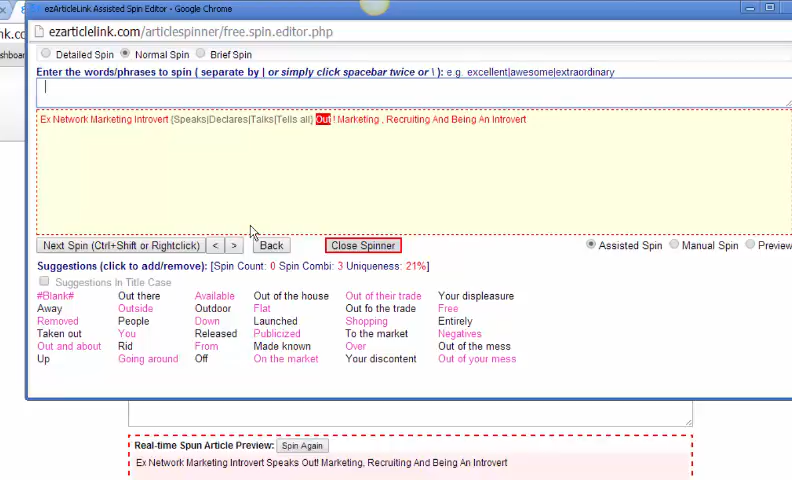 ezArticleLink Assisted Spin Editor - Google Chrome
nk.cc
ezarticlelink.com/articlespinner/free.spin.editor.php
shboar
Detailed Spin Normal Spin Brief Spin
Enter the words/phrases to spin ( separate by | or simply click spacebar twice or \ ): e.g. excellent|awesome|extraordinary
Ex Network Marketing Introvert {Speaks|Declares|Talks|Tells all} Out! Marketing , Recruiting And Being An Introvert
Next Spin (Ctrl+Shift or Rightclick) < > Back Close Spinner Assisted Spin Manual Spin Preview
Suggestions (click to add/remove): [Spin Count: 0 Spin Combi: 3 Uniqueness: 21%]
Suggestions In Title Case
#Blank# Out there Available Out of the house Out of their trade Your displeasure
Away Outside Outdoor Flat Out fo the trade Free
Removed People Down Launched Shopping Entirely
Taken out You Released Publicized To the market Negatives
Out and about Rid From Made known Over Out of the mess
Up Going around Off On the market Your discontent Out of your mess
Real-time Spun Article Preview: Spin Again
Ex Network Marketing Introvert Speaks Out! Marketing, Recruiting And Being An Introvert